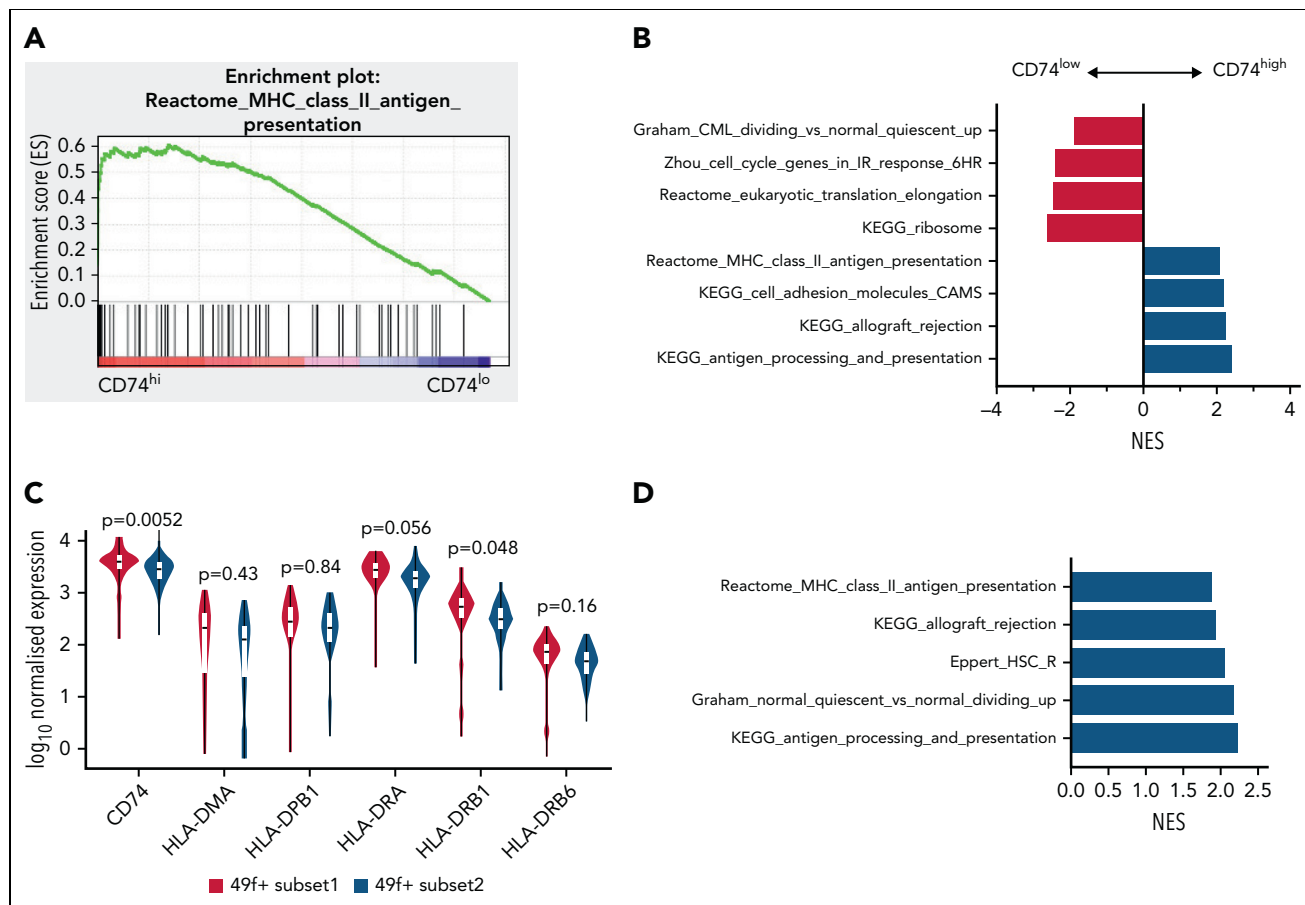 A
Enrichment plot:
Reactome_MHC_class_II_antigen_
presentation
Enrichment score (ES)
0.6
0.5
0.4
0.3
0.2
0.1
0.0
CD74hi
CD74lo
B
CD74low
CD74high
Graham_CML_dividing_vs_normal_quiescent_up
Zhou_cell_cycle_genes_in_IR_response_6HR
Reactome_eukaryotic_translation_elongation
KEGG_ribosome
Reactome_MHC_class_II_antigen_presentation
KEGG_cell_adhesion_molecules_CAMS
KEGG_allograft_rejection
KEGG_antigen_processing_and_presentation
–4 –2 0 2 4
NES
C
log10 normalised expression
4
3
2
1
0
p=0.0052
p=0.43
p=0.84
p=0.056
p=0.048
p=0.16
CD74
HLA-DMA
HLA-DPB1
HLA-DRA
HLA-DRB1
HLA-DRB6
49f+ subset1
49f+ subset2
D
Reactome_MHC_class_II_antigen_presentation
KEGG_allograft_rejection
Eppert_HSC_R
Graham_normal_quiescent_vs_normal_dividing_up
KEGG_antigen_processing_and_presentation
0.0 0.5 1.0 1.5 2.0 2.5
NES